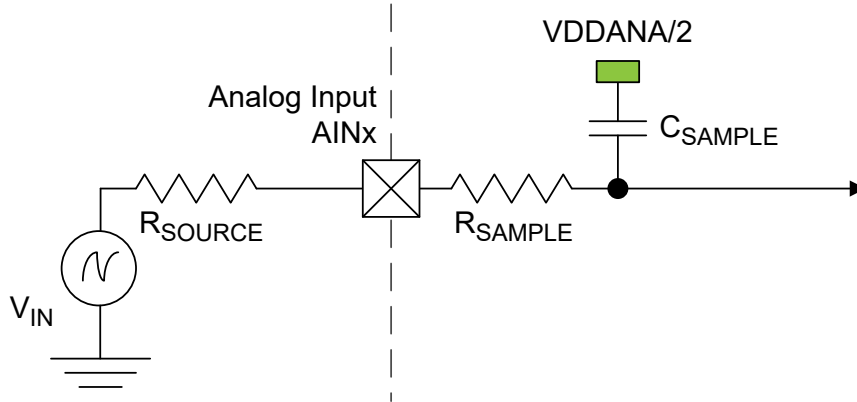 VDDANA/2
Analog Input
AINx
CSAMPLE
RSOURCE
RSAMPLE
VIN